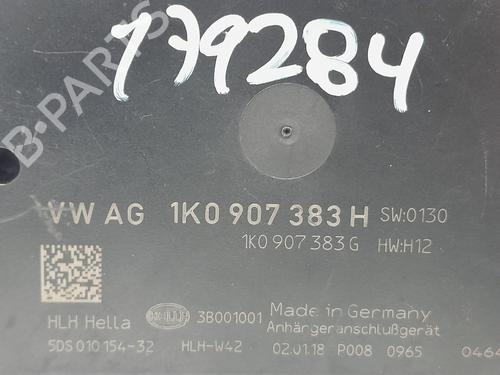 B-PARTS
179284
VW AG 1K0 907 383 H SW:0130
1K0 907 383 G HW:H12
HLH Hella HELLA 3B001001 Made in Germany
Anhängeranschlußgerät
5DS 010 154-32 HLH-W42 02.01.18 P008 0965 0464